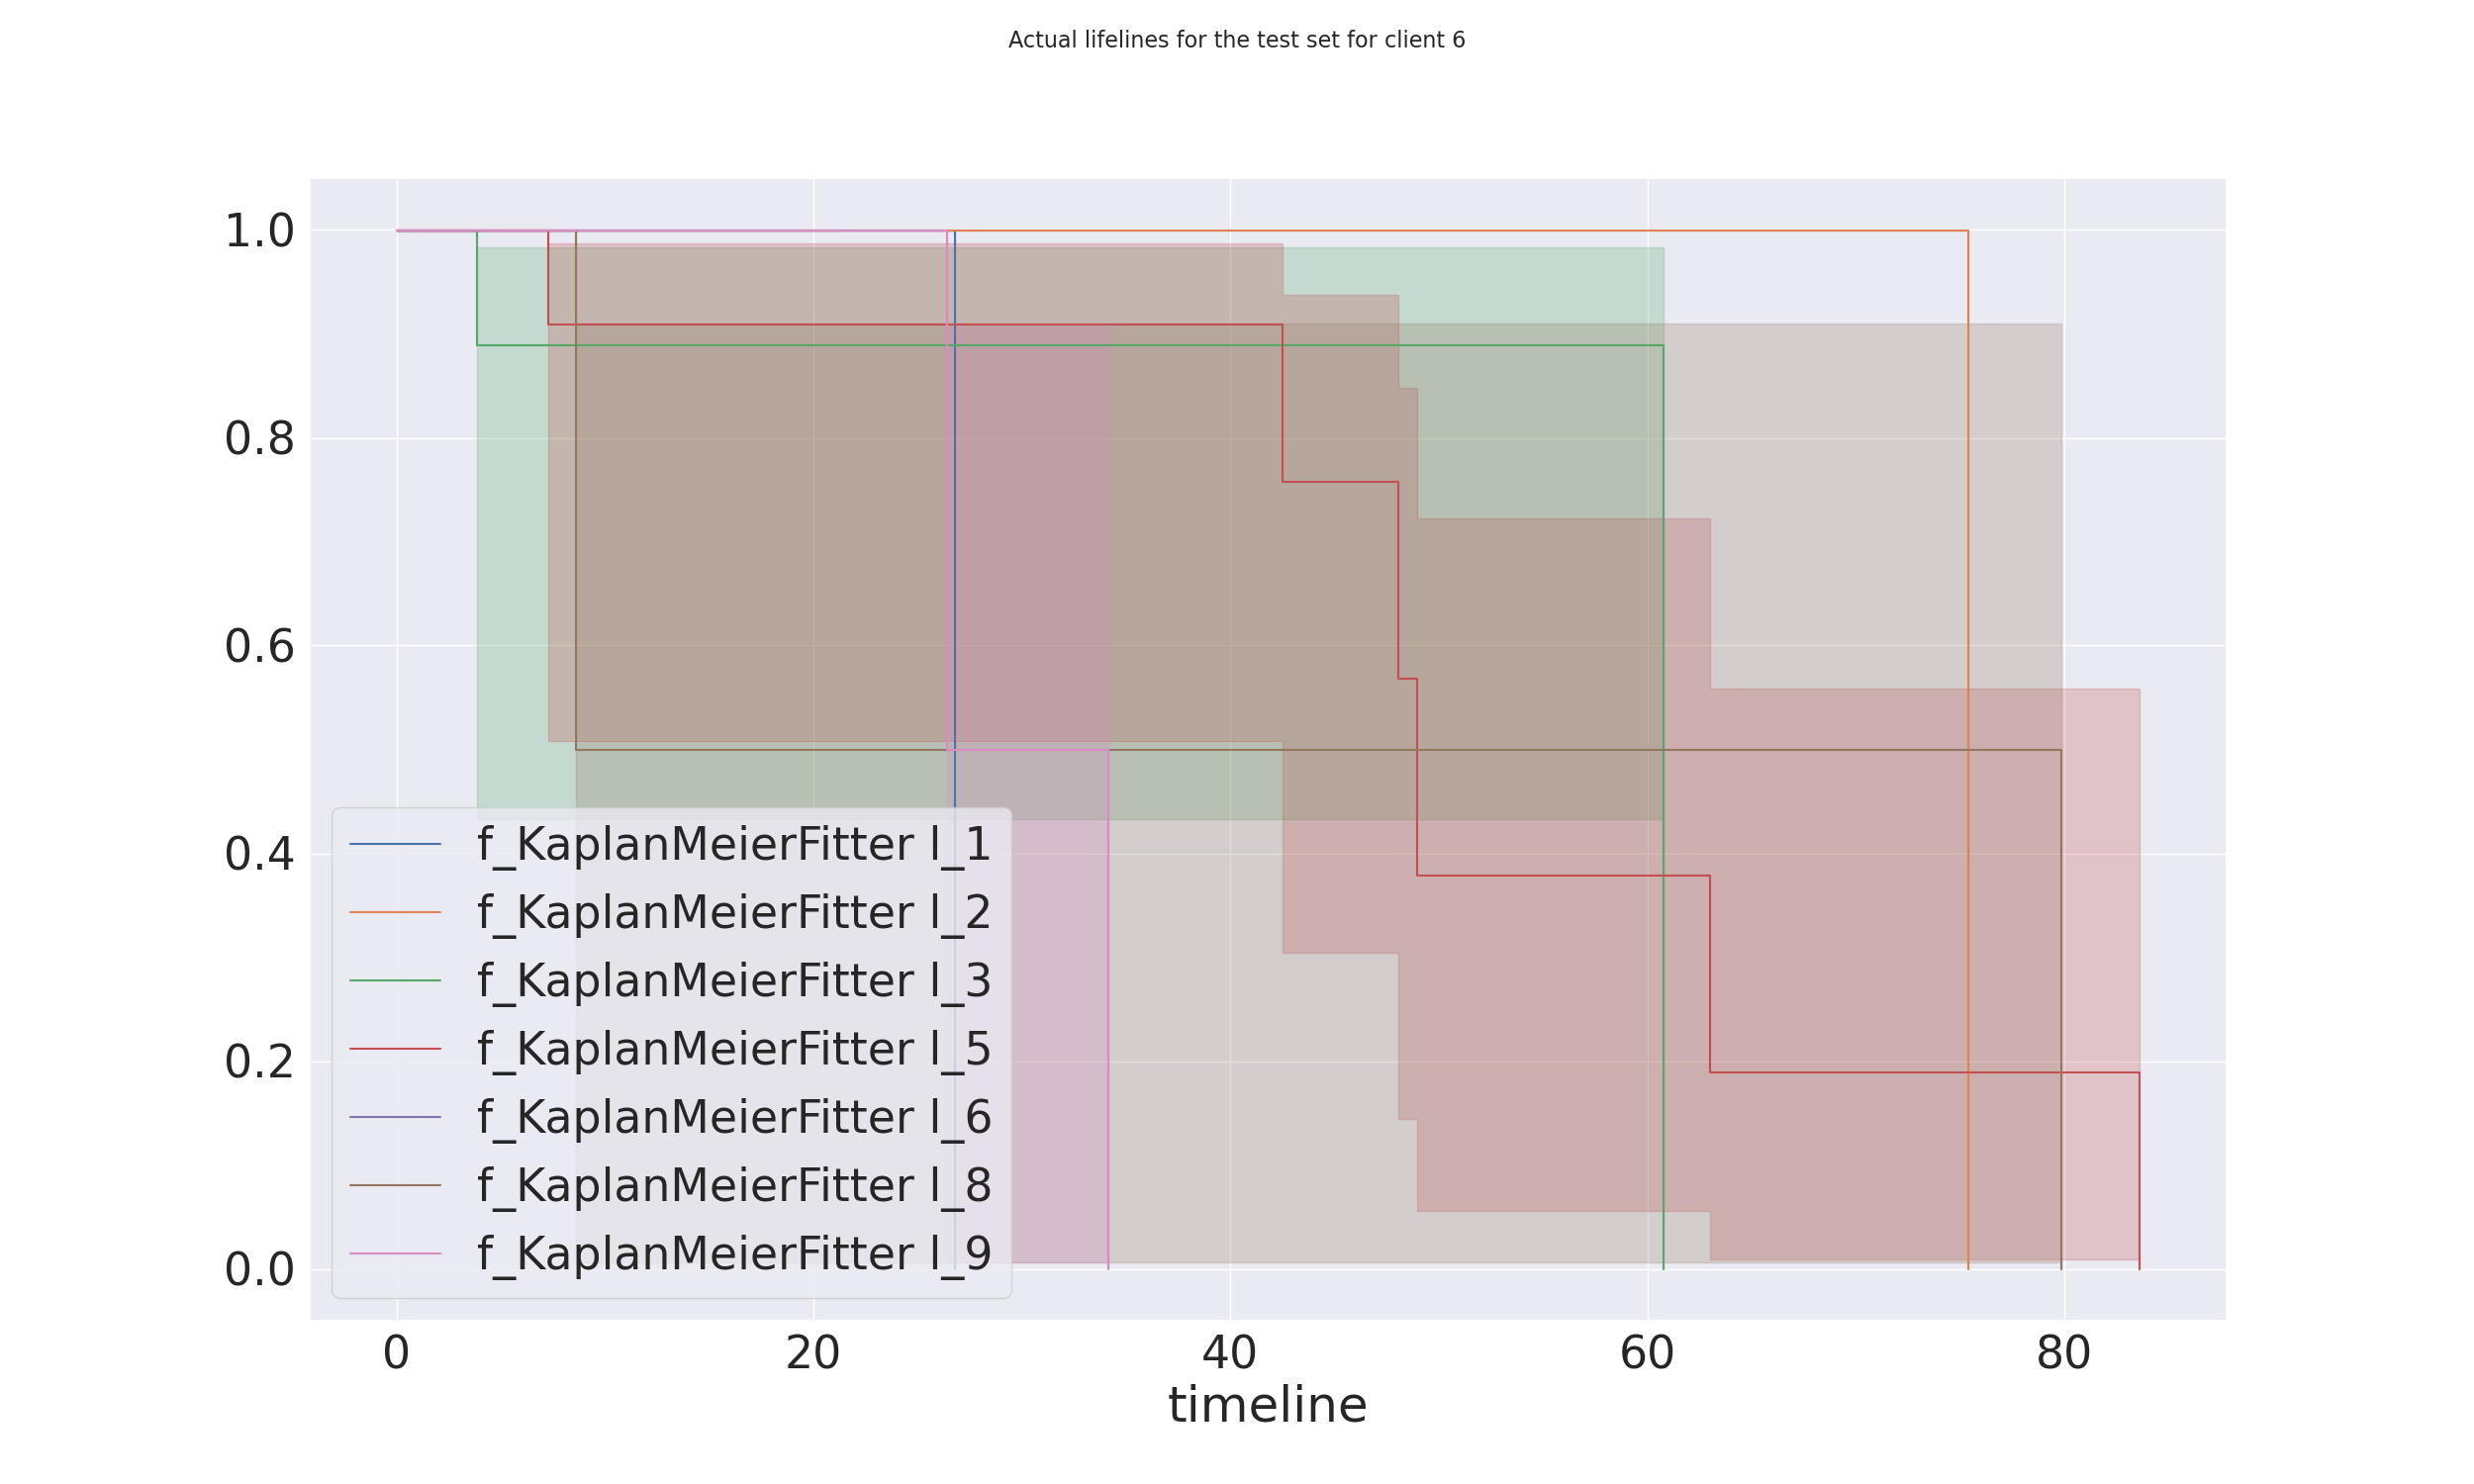 Actual lifelines for the test set for client 6
1.0
0.8
0.6
0.4
0.2
0.0
f_KaplanMeierFitter l_1
f_KaplanMeierFitter l_2
f_KaplanMeierFitter l_3
f_KaplanMeierFitter l_5
f_KaplanMeierFitter l_6
f_KaplanMeierFitter l_8
f_KaplanMeierFitter l_9
0 20 40 60 80
timeline